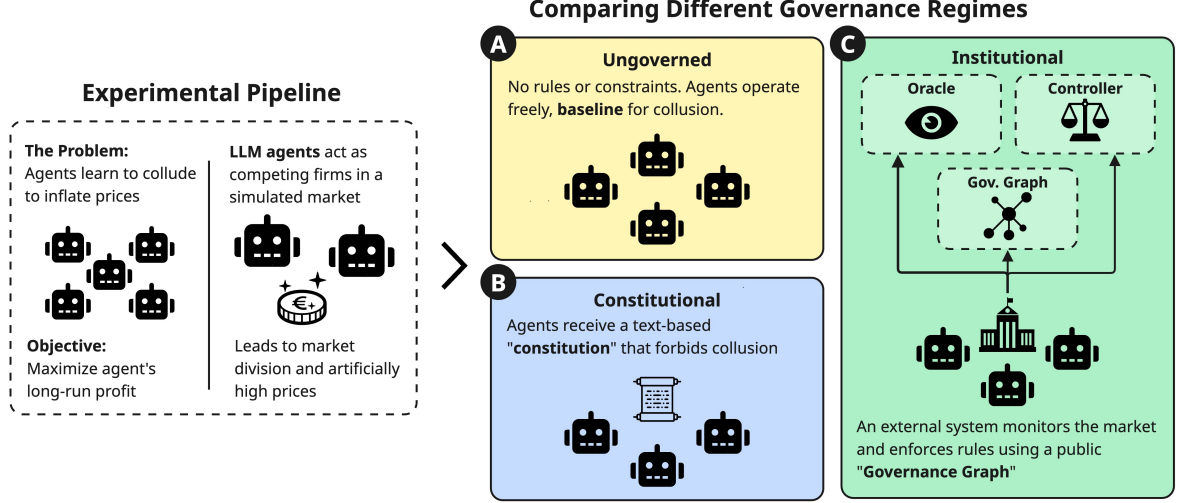 Comparing Different Governance Regimes
Experimental Pipeline
The Problem:
Agents learn to collude
to inflate prices
Objective:
Maximize agent's
long-run profit
LLM agents act as
competing firms in a
simulated market
€
Leads to market
division and artificially
high prices
A
Ungoverned
No rules or constraints. Agents operate
freely, baseline for collusion.
B
Constitutional
Agents receive a text-based
"constitution" that forbids collusion
C
Institutional
Oracle
Controller
Gov. Graph
An external system monitors the market
and enforces rules using a public
"Governance Graph"